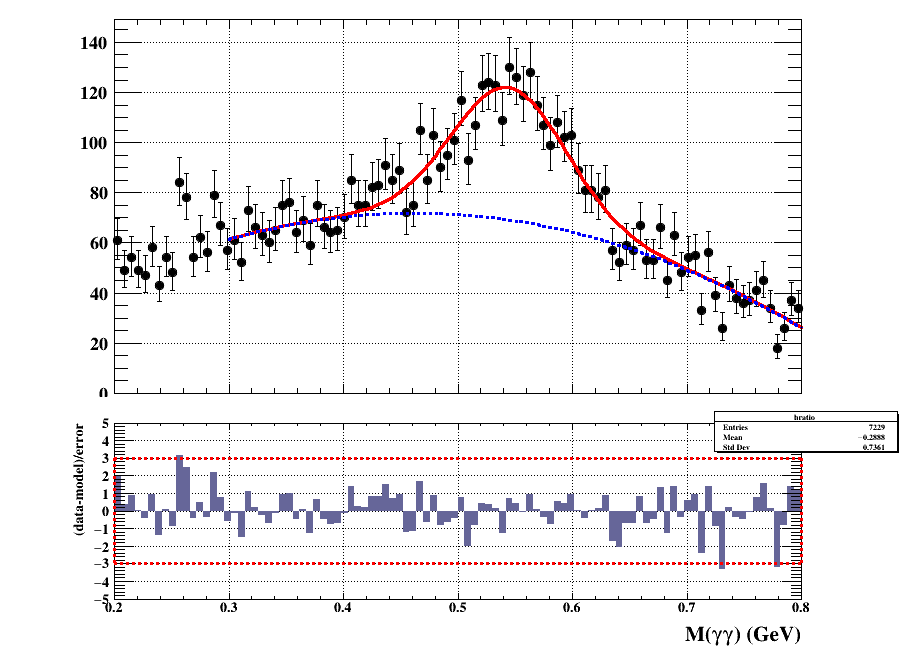 140
120
100
80
60
40
20
0
hratio
Entries 7229
Mean −0.2888
Std Dev 0.7361
(data-model)/error
5
4
3
2
1
0
−1
−2
−3
−4
−5
0.2 0.3 0.4 0.5 0.6 0.7 0.8
M(γγ) (GeV)